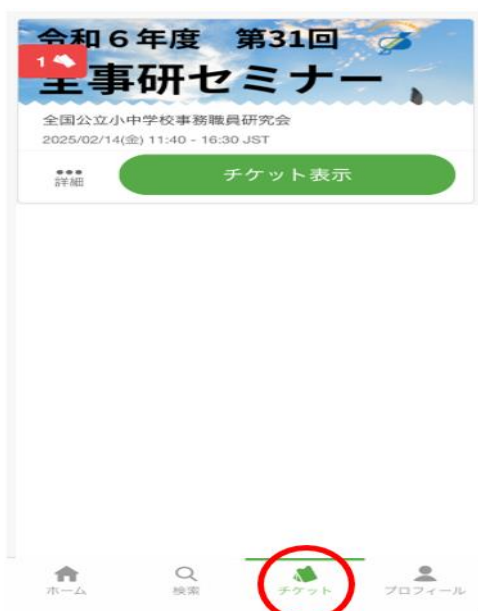 令和６年度　第31回
1
全事研セミナー
全国公立小中学校事務職員研究会
2025/02/14(金) 11:40 - 16:30 JST
詳細
チケット表示
ホーム
検索
チケット
プロフィール